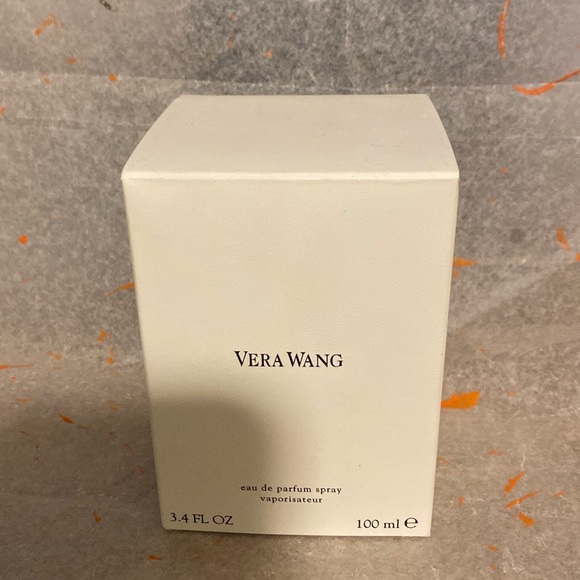 VERA WANG
eau de parfum spray
vaporisateur
3.4 FL OZ 100 ml ℮